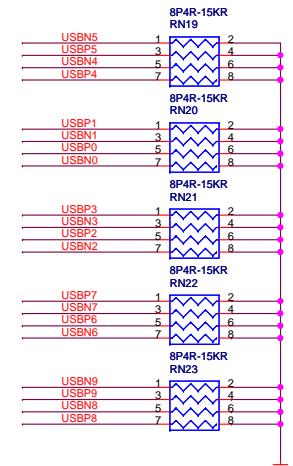 8P4R-15KR
RN19
USBN5 1 2
USBP5 3 4
USBN4 5 6
USBP4 7 8
8P4R-15KR
RN20
USBP1 1 2
USBN1 3 4
USBP0 5 6
USBN0 7 8
8P4R-15KR
RN21
USBP3 1 2
USBN3 3 4
USBP2 5 6
USBN2 7 8
8P4R-15KR
RN22
USBP7 1 2
USBN7 3 4
USBP6 5 6
USBN6 7 8
8P4R-15KR
RN23
USBN9 1 2
USBP9 3 4
USBN8 5 6
USBP8 7 8